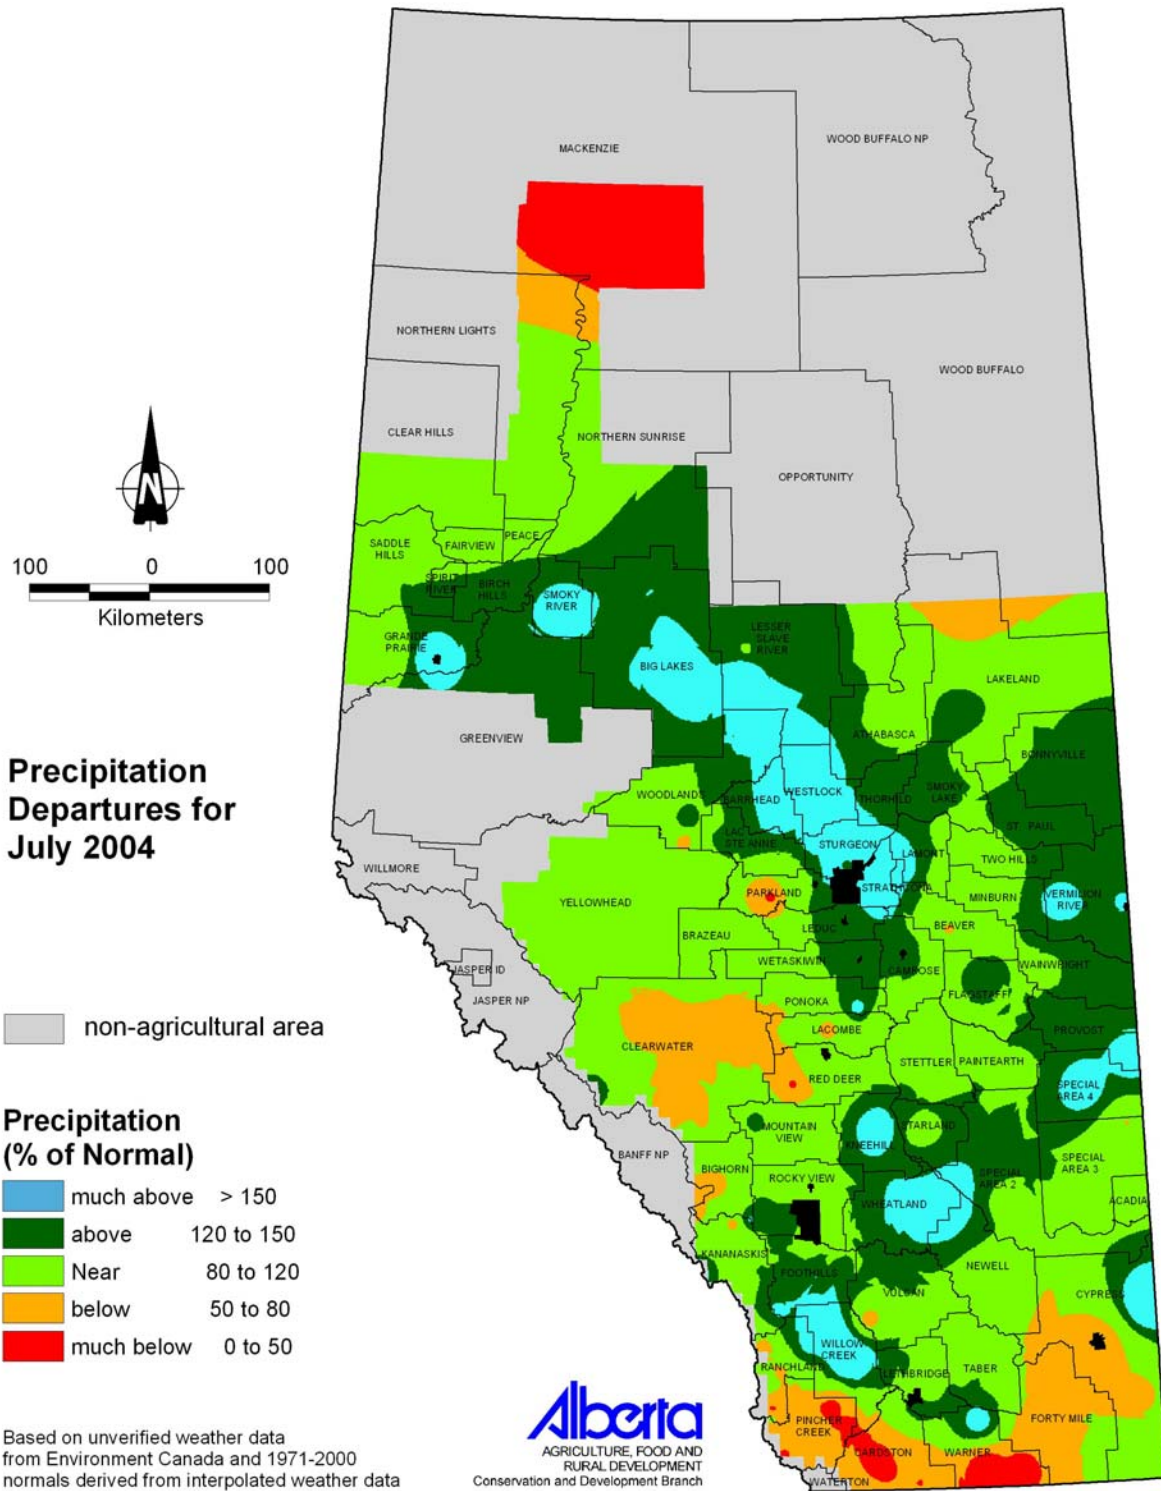 MACKENZIE
WOOD BUFFALO NP
NORTHERN LIGHTS
WOOD BUFFALO
CLEAR HILLS
NORTHERN SUNRISE
OPPORTUNITY
N
SADDLE
HILLS
FAIRVIEW
PEACE
100 0 100
Kilometers
SPIRIT
RIVER
BIRCH
HILLS
SMOKY
RIVER
LESSER
SLAVE
RIVER
GRANDE
PRAIRIE
BIG LAKES
LAKELAND
GREENVIEW
ATHABASCA
BONNYVILLE
Precipitation
Departures for
July 2004
WOODLANDS
BARRHEAD
WESTLOCK
THORHILD
SMOKY
LAKE
ST. PAUL
LAC
STE ANNE
STURGEON
LAMONT
TWO HILLS
WILLMORE
YELLOWHEAD
PARKLAND
STRATHCONA
MINBURN
VERMILION
RIVER
BRAZEAU
LEDUC
BEAVER
WETASKIWIN
CAMROSE
WAINWRIGHT
JASPER ID
JASPER NP
PONOKA
FLAGSTAFF
non-agricultural area
CLEARWATER
LACOMBE
PROVOST
STETTLER
PAINTEARTH
RED DEER
SPECIAL
AREA 4
Precipitation
(% of Normal)
MOUNTAIN
VIEW
KNEEHILL
STARLAND
BANFF NP
BIGHORN
ROCKY VIEW
SPECIAL
AREA 2
SPECIAL
AREA 3
WHEATLAND
ACADIA
much above > 150
above 120 to 150
Near 80 to 120
below 50 to 80
much below 0 to 50
KANANASKIS
FOOTHILLS
NEWELL
VULCAN
CYPRESS
WILLOW
CREEK
RANCHLAND
LETHBRIDGE
TABER
PINCHER
CREEK
FORTY MILE
CARDSTON
WARNER
WATERTON
Alberta
AGRICULTURE, FOOD AND
RURAL DEVELOPMENT
Conservation and Development Branch
Based on unverified weather data
from Environment Canada and 1971-2000
normals derived from interpolated weather data